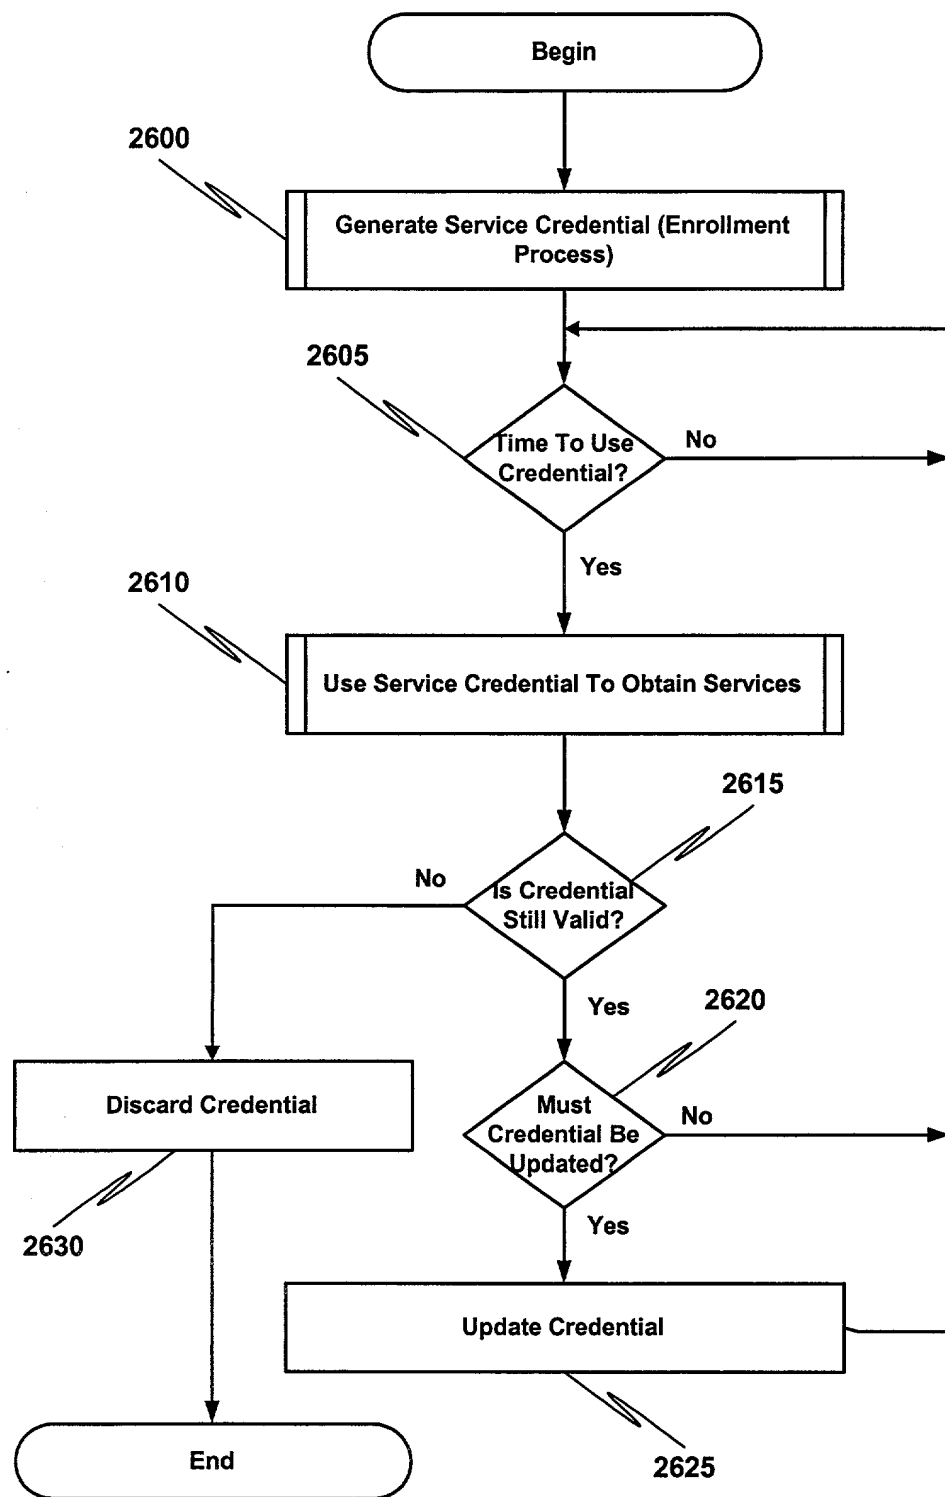 Begin
2600
Generate Service Credential (Enrollment
Process)
2605
Time To Use
Credential?
No
Yes
2610
Use Service Credential To Obtain Services
2615
No
Is Credential
Still Valid?
Yes
2620
Discard Credential
Must
Credential Be
Updated?
No
Yes
2630
Update Credential
End
2625